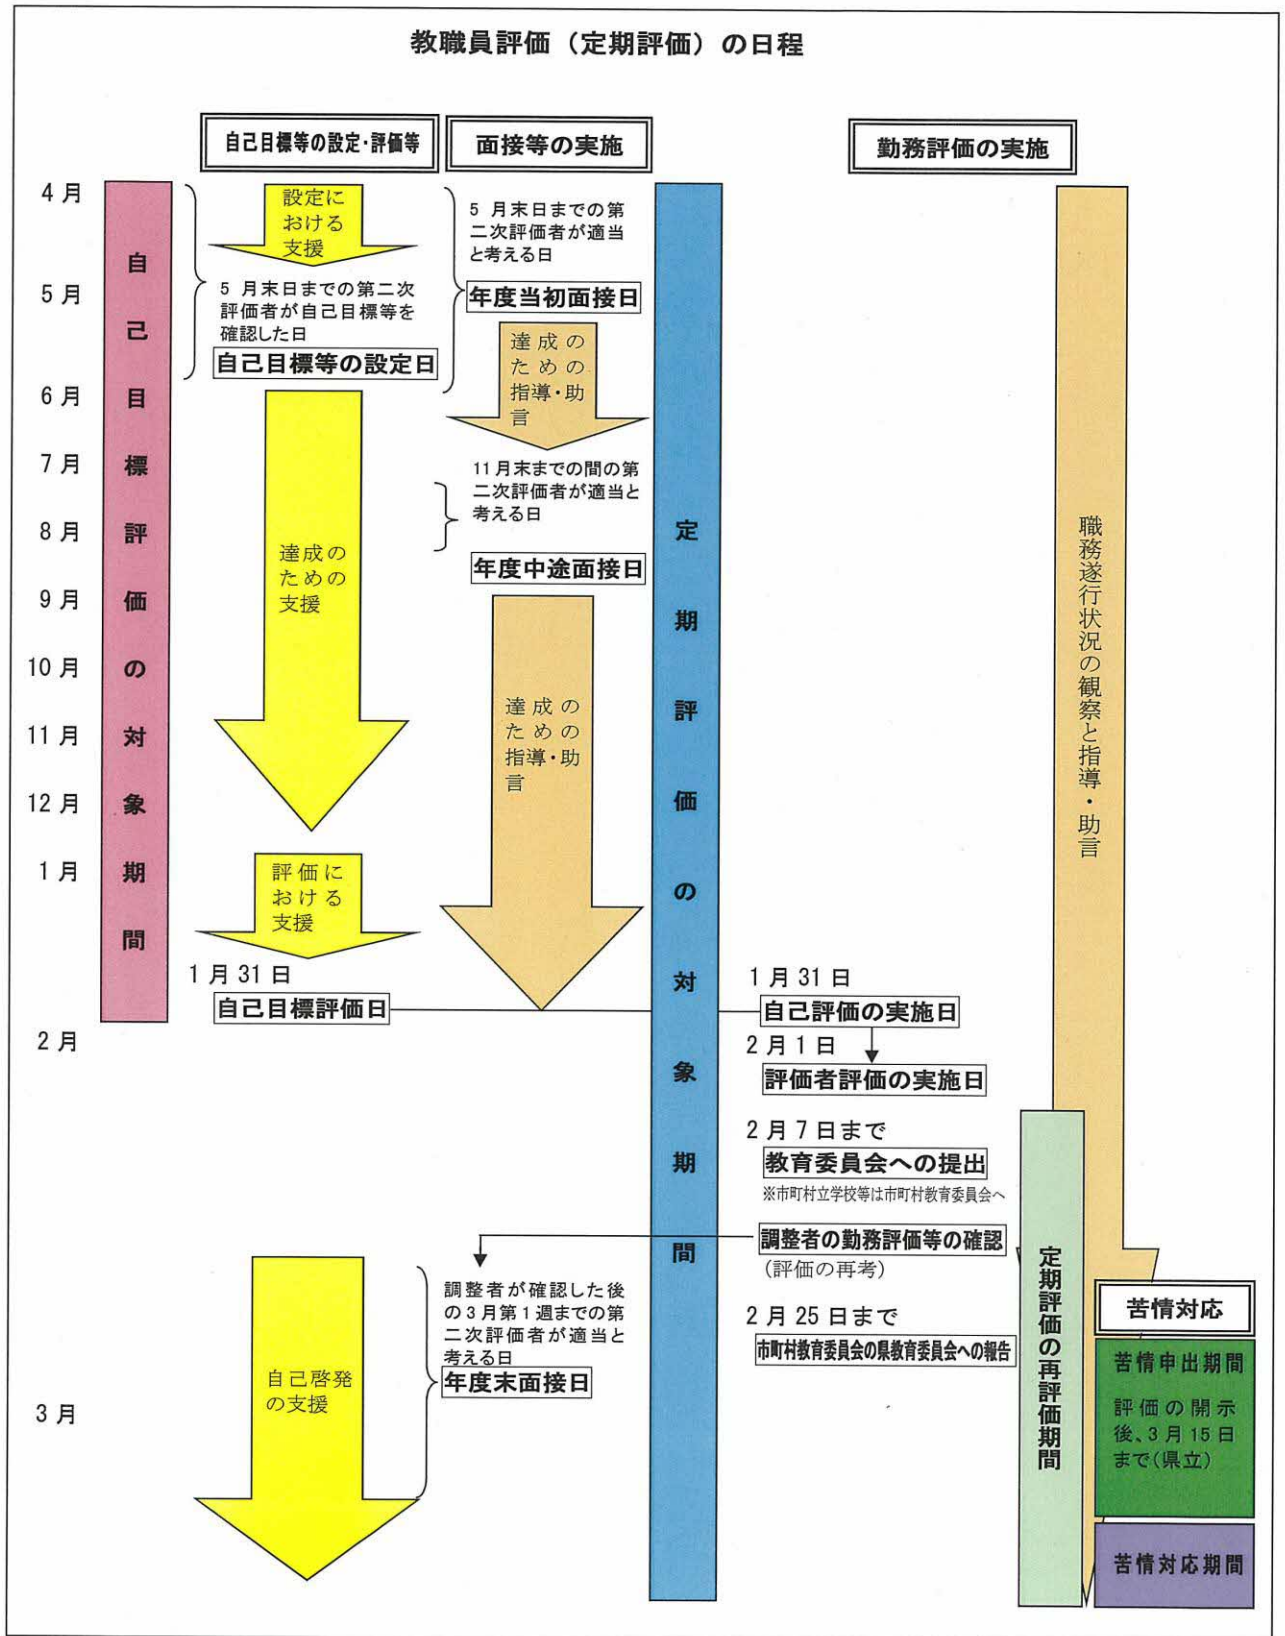 教職員評価（定期評価）の日程
自己目標等の設定・評価等
面接等の実施
勤務評価の実施
4月
5月
6月
7月
8月
9月
10月
11月
12月
1月
2月
3月
自己目標評価の対象期間
設定に
おける
支援
5月末日までの第二次
評価者が自己目標等を
確認した日
自己目標等の設定日
達成の
ための
支援
評価に
おける
支援
1月31日
自己目標評価日
自己啓発
の支援
5月末日までの第
二次評価者が適当
と考える日
年度当初面接日
達成の
ための
指導・助
言
11月末までの間の第
二次評価者が適当と
考える日
年度中途面接日
達成の
ための
指導・助
言
調整者が確認した後
の3月第1週までの第
二次評価者が適当と
考える日
年度末面接日
定期評価の対象期間
1月31日
自己評価の実施日
2月1日
評価者評価の実施日
2月7日まで
教育委員会への提出
※市町村立学校等は市町村教育委員会へ
調整者の勤務評価等の確認
(評価の再考)
2月25日まで
市町村教育委員会の県教育委員会への報告
職務遂行状況の観察と指導・助言
定期評価の再評価期間
苦情対応
苦情申出期間
評価の開示
後、3月15日
まで(県立)
苦情対応期間